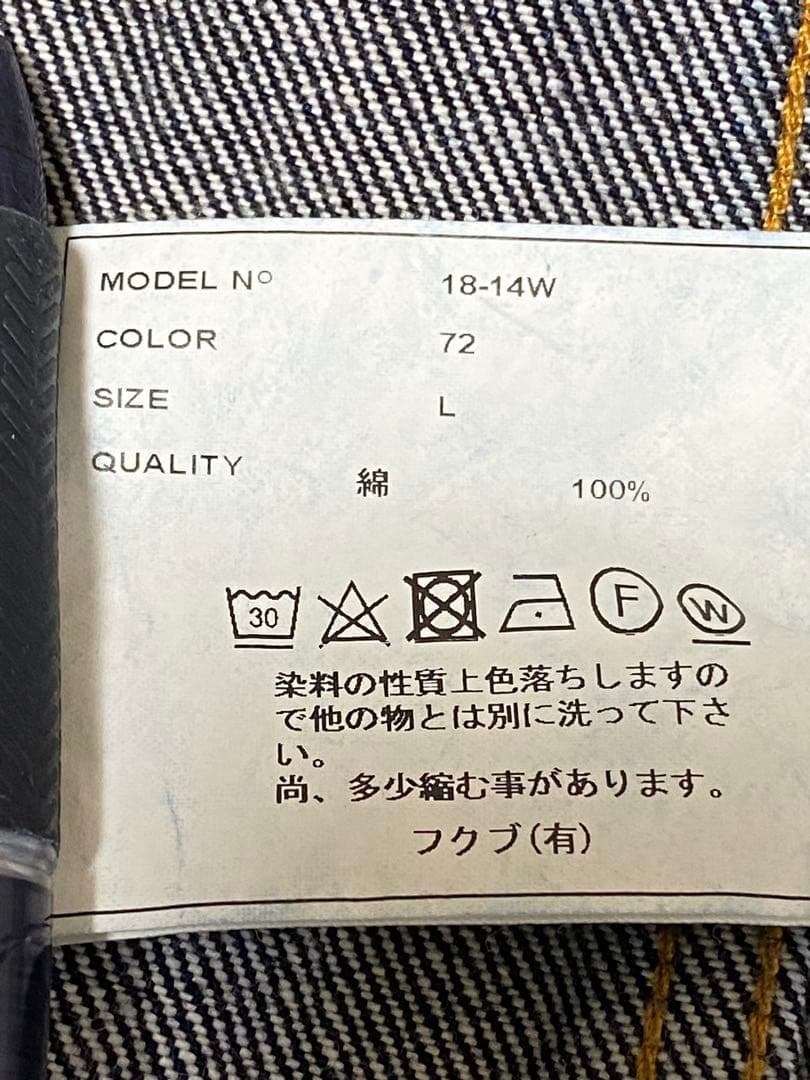 MODEL Nº 18-14W
COLOR 72
SIZE L
QUALITY
綿 100%
30 F W
染料の性質上色落ちしますの
で他の物とは別に洗って下さ
い。
尚、多少縮む事があります。
フクブ(有)